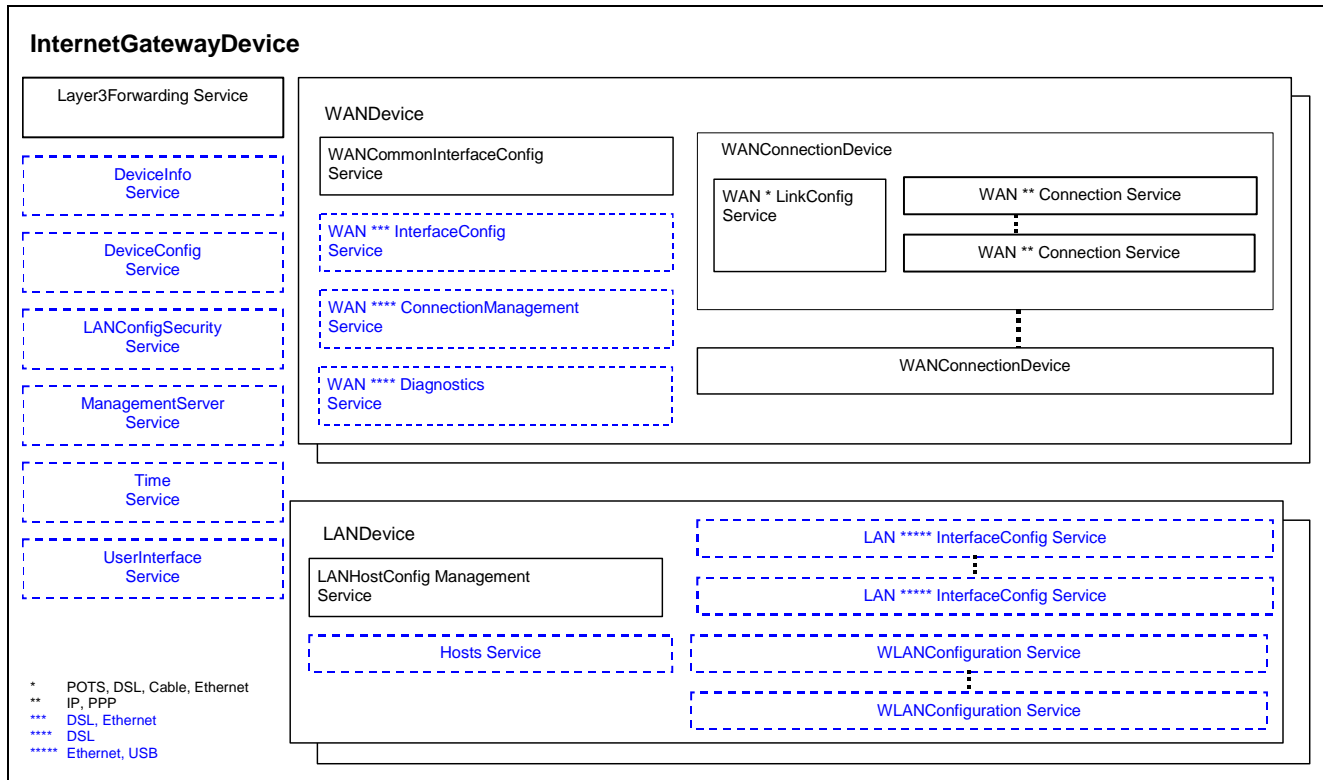 InternetGatewayDevice
Layer3Forwarding Service
DeviceInfo
Service
DeviceConfig
Service
LANConfigSecurity
Service
ManagementServer
Service
Time
Service
UserInterface
Service
WANDevice
WANCommonInterfaceConfig
Service
WAN *** InterfaceConfig
Service
WAN **** ConnectionManagement
Service
WAN **** Diagnostics
Service
WANConnectionDevice
WAN * LinkConfig
Service
WAN ** Connection Service
WAN ** Connection Service
WANConnectionDevice
LANDevice
LANHostConfig Management
Service
Hosts Service
LAN ***** InterfaceConfig Service
LAN ***** InterfaceConfig Service
WLANConfiguration Service
WLANConfiguration Service
* POTS, DSL, Cable, Ethernet
** IP, PPP
*** DSL, Ethernet
**** DSL
***** Ethernet, USB